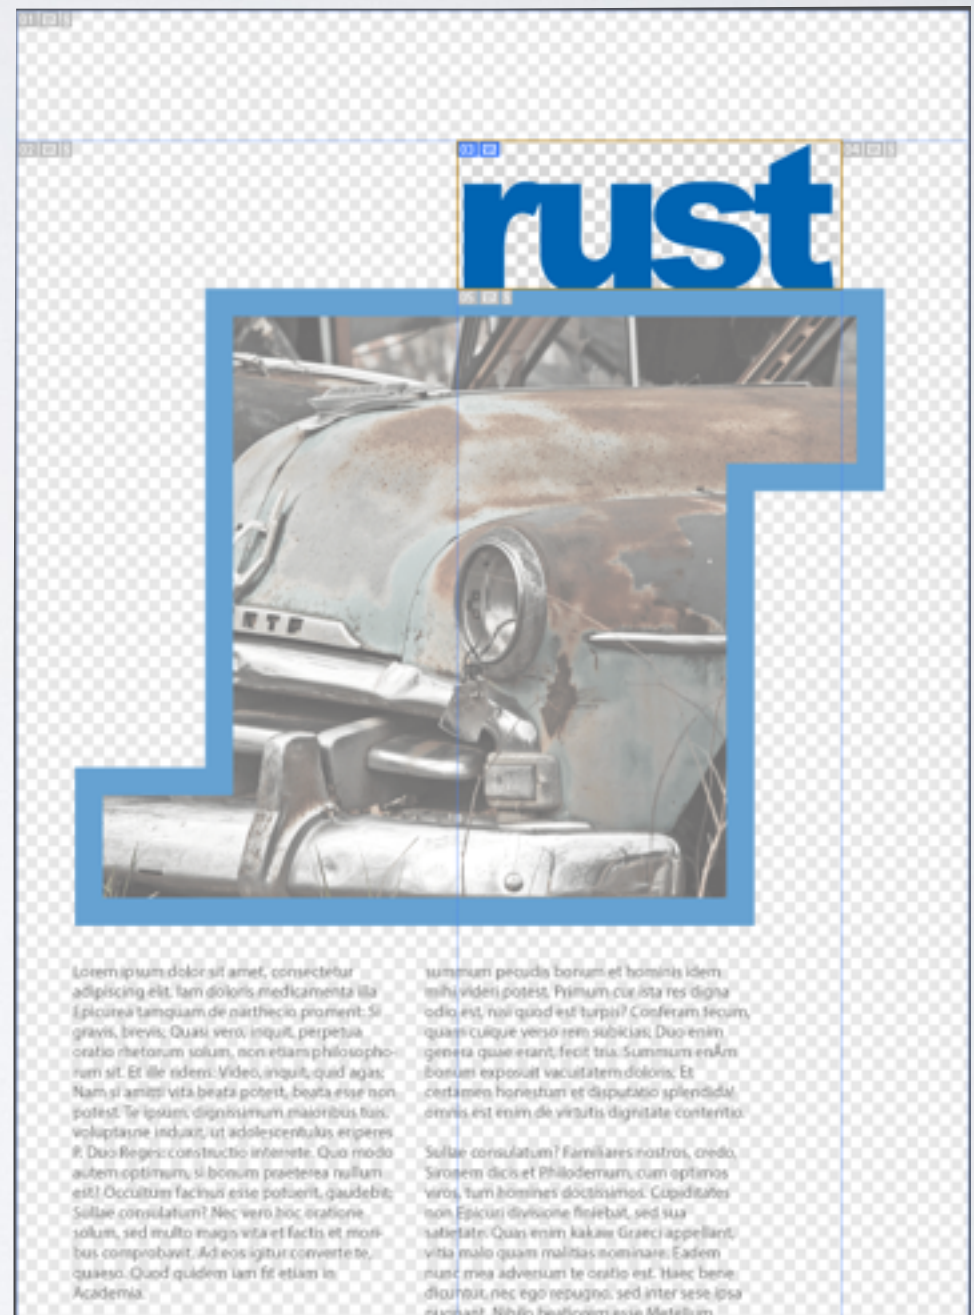 01
02
03
04
rust
05
Lorem ipsum dolor sit amet, consectetur
adipiscing elit. Iam doloris medicamenta illa
Epicurea tamquam de narthecio proment: Si
gravis, brevis; Quasi vero, inquit, perpetua
oratio rhetorum solum, non etiam philosopho-
rum sit. Et ille ridens: Video, inquit, quid agas;
Nam si amitti vita beata potest, beata esse non
potest. Te ipsum, dignissimum maioribus tuis,
voluptasne induxit, ut adolescentulus eriperes
P. Duo Reges: constructio interrete. Quo modo
autem optimum, si bonum praeterea nullum
est? Occultum facinus esse potuerit, gaudebit;
Sullae consulatum? Nec vero hoc oratione
solum, sed multo magis vita et factis et mori-
bus comprobavit. Ad eos igitur converte te,
quaeso. Quod quidem iam fit etiam in
Academia.
summum pecudis bonum et hominis idem
mihi videri potest. Primum cur ista res digna
odio est, nisi quod est turpis? Conferam tecum,
quam cuique verso rem subicias; Duo enim
genera quae erant, fecit tria. Summum enÅm
bonum exposuit vacuitatem doloris; Et
certamen honestum et disputatio splendida!
omnis est enim de virtutis dignitate contentio.
Sullae consulatum? Familiares nostros, credo,
Sironem dicis et Philodemum, cum optimos
viros, tum homines doctissimos. Cupiditates
non Epicuri divisione finiebat, sed sua
satietate. Quas enim kakaw Graeci appellant,
vitia malo quam malitias nominare. Eadem
nunc mea adversum te oratio est. Haec bene
dicuntur, nec ego repugno, sed inter sese ipsa
pugnant. Nihilo beatiorem esse Metellum